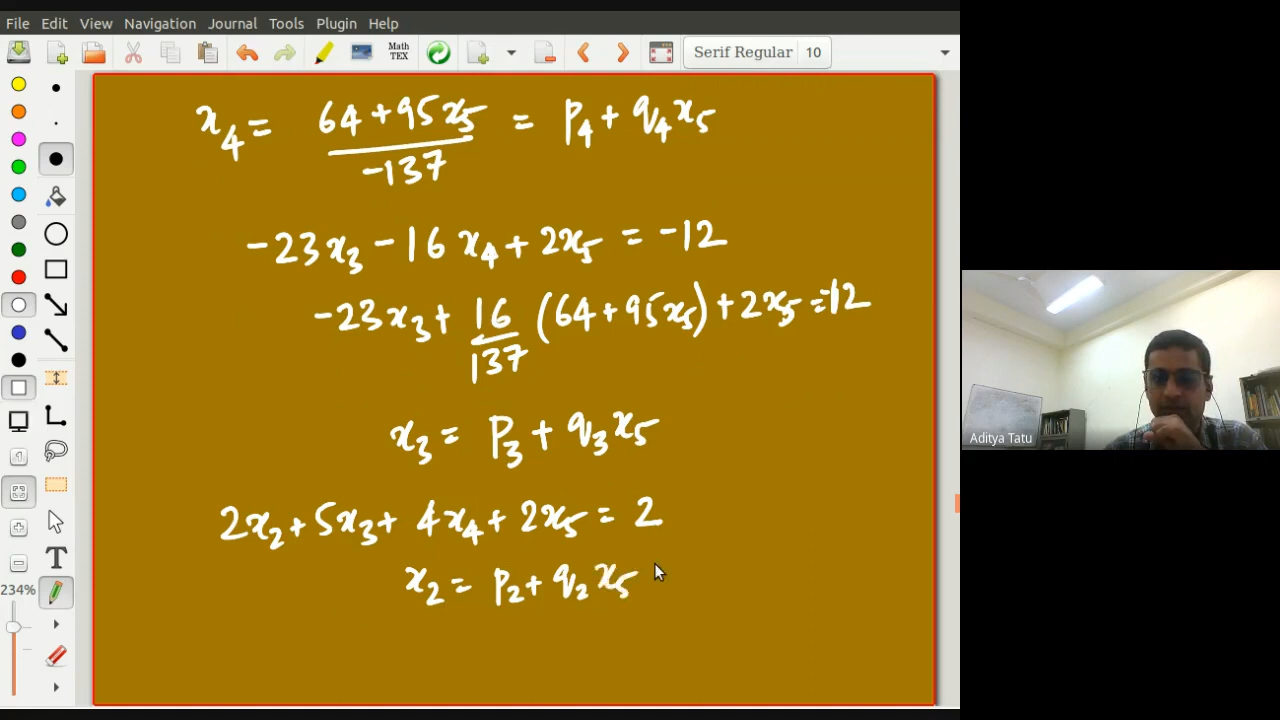 File Edit View Navigation Journal Tools Plugin Help
Math TEX Serif Regular 10
x₄ = (64 + 95x₅)/(-137) = p₄ + q₄x₅
-23x₃ - 16x₄ + 2x₅ = -12
-23x₃ + 16/137 (64 + 95x₅) + 2x₅ = -12
x₃ = p₃ + q₃x₅
2x₂ + 5x₃ + 4x₄ + 2x₅ = 2
x₂ = p₂ + q₂x₅
234%
Aditya Tatu